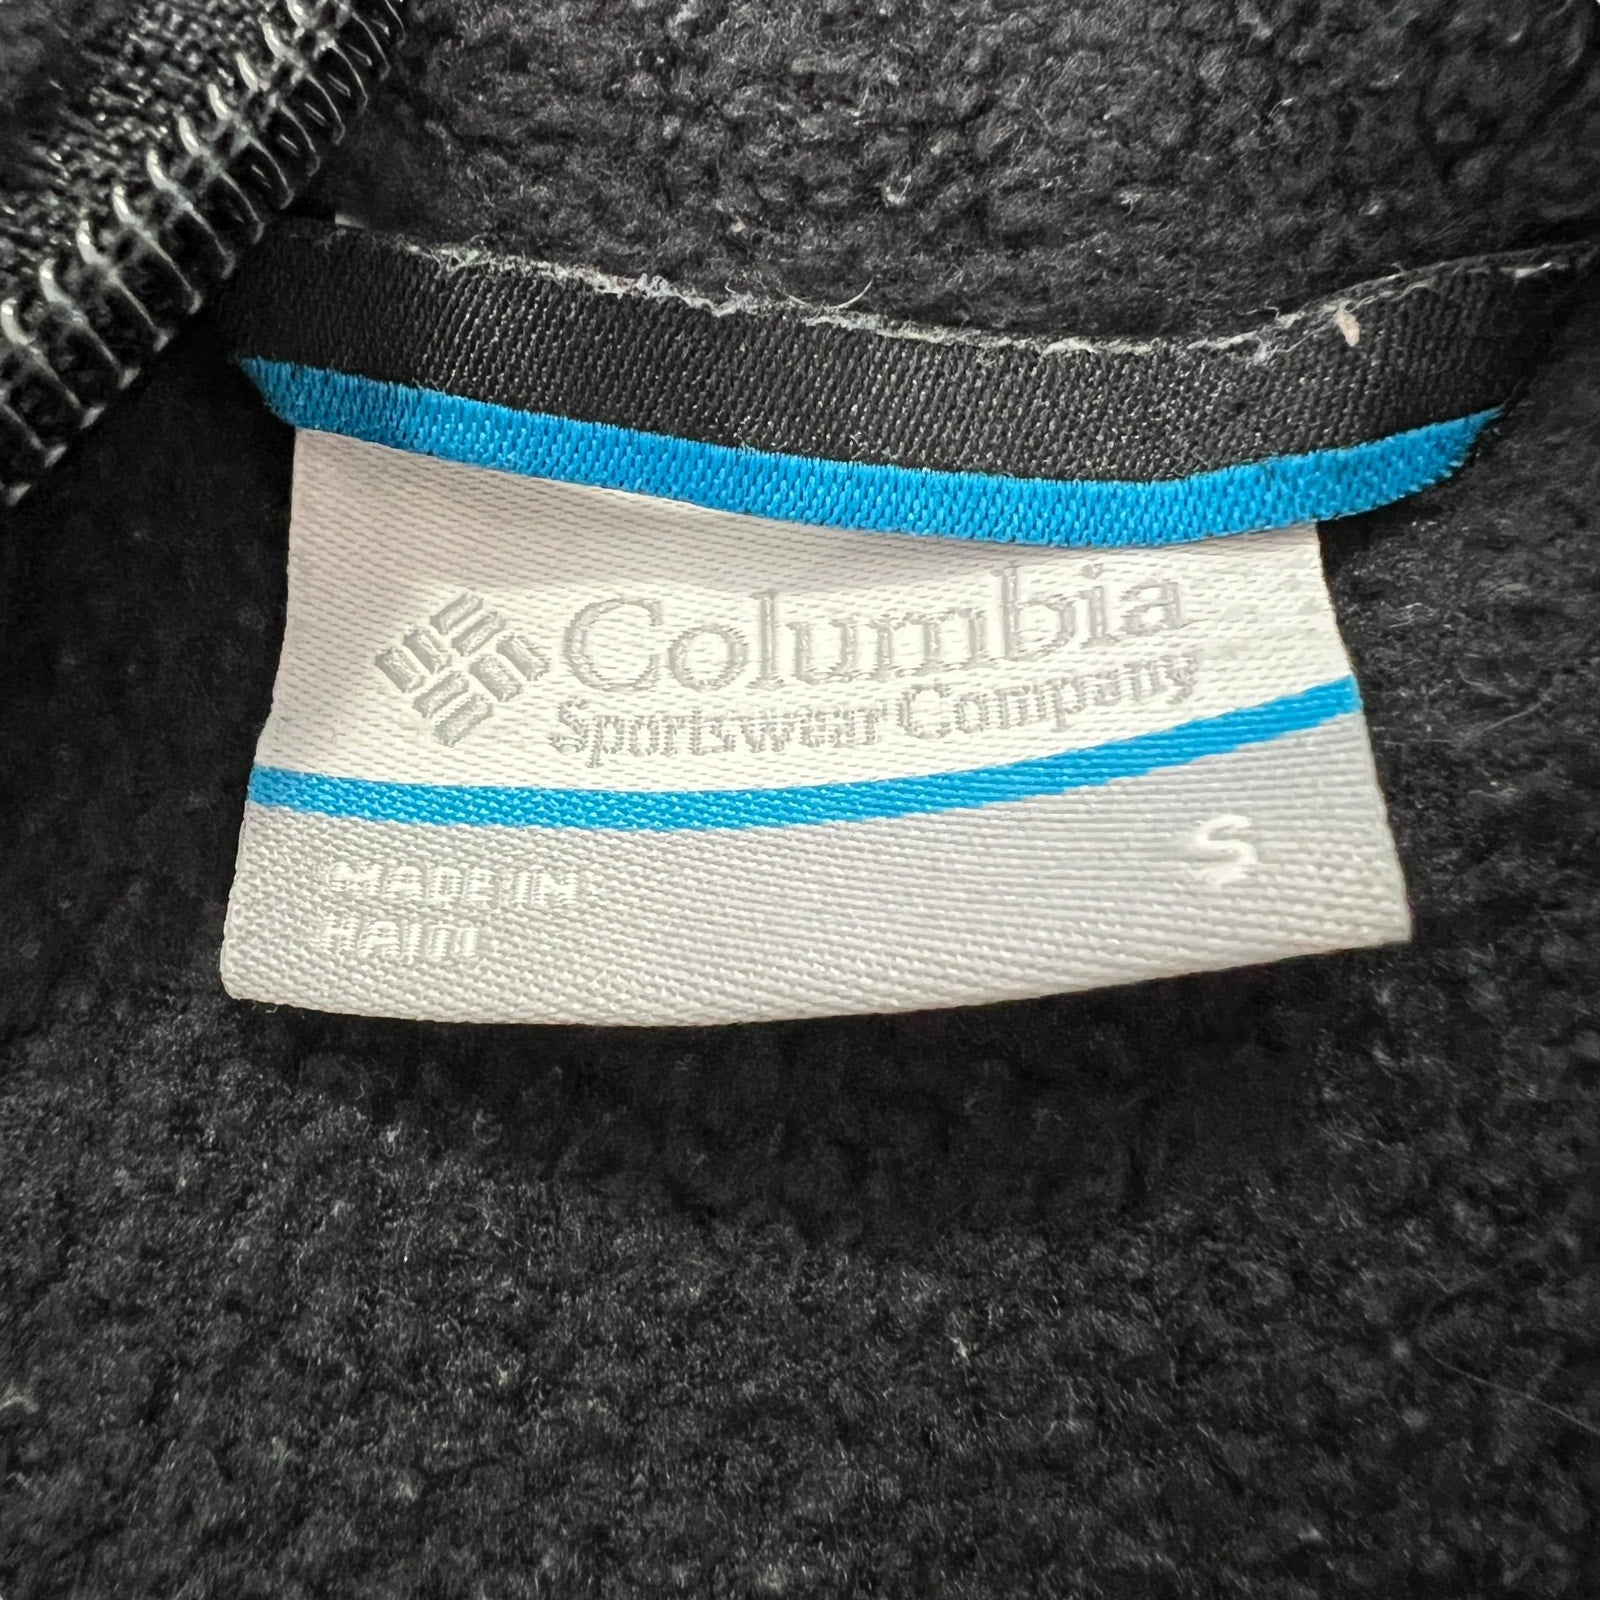 Columbia
Sportswear Company
S
MADE IN
HAITI